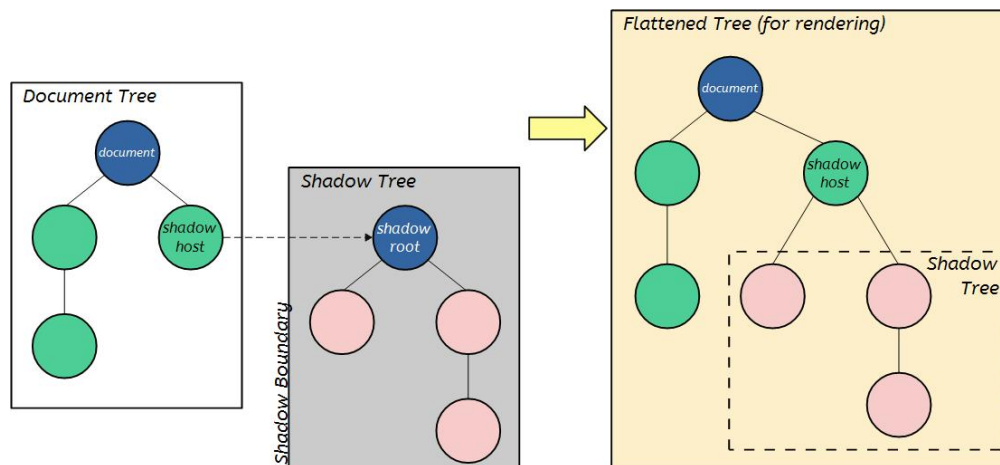 Document Tree
document
shadow
host
Shadow Tree
shadow
root
Shadow Boundary
Flattened Tree (for rendering)
document
shadow
host
Shadow
Tree